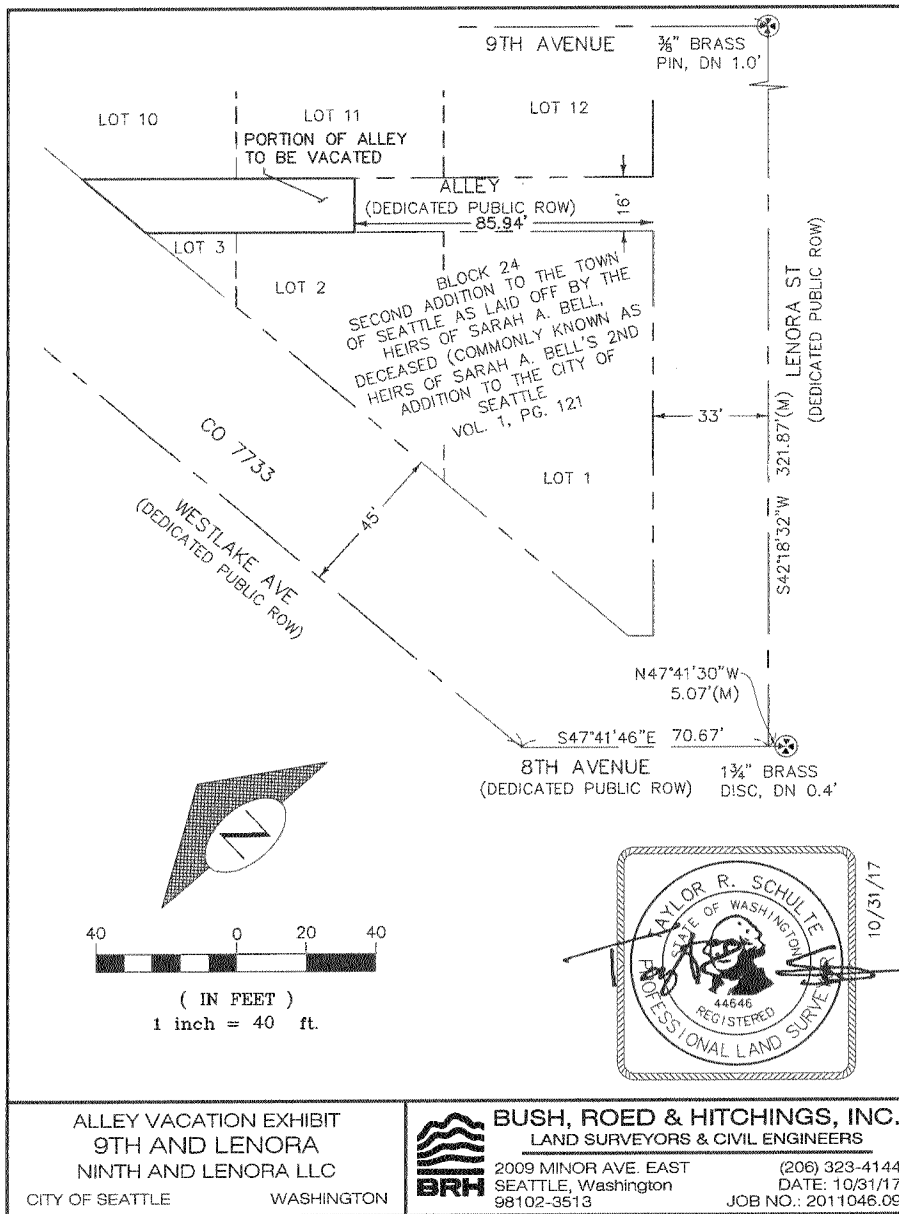 9TH AVENUE
3/8" BRASS
PIN, DN 1.0'
LOT 10
LOT 11
LOT 12
PORTION OF ALLEY
TO BE VACATED
ALLEY
(DEDICATED PUBLIC ROW)
85.94'
16'
LOT 3
LOT 2
BLOCK 24
SECOND ADDITION TO THE TOWN
OF SEATTLE AS LAID OFF BY THE
HEIRS OF SARAH A. BELL,
DECEASED (COMMONLY KNOWN AS
HEIRS OF SARAH A. BELL'S 2ND
ADDITION TO THE CITY OF
SEATTLE
VOL. 1, PG. 121
LENORA ST
(DEDICATED PUBLIC ROW)
33'
S42°18'32"W 321.87'(M)
CO 7733
LOT 1
45'
WESTLAKE AVE
(DEDICATED PUBLIC ROW)
N47°41'30"W
5.07'(M)
S47°41'46"E 70.67'
8TH AVENUE
(DEDICATED PUBLIC ROW)
1¾" BRASS
DISC, DN 0.4'
N
40 0 20 40
( IN FEET )
1 inch = 40 ft.
TAYLOR R. SCHULTE
STATE OF WASHINGTON
44646
REGISTERED
PROFESSIONAL LAND SURVEYOR
10/31/17
ALLEY VACATION EXHIBIT
9TH AND LENORA
NINTH AND LENORA LLC
CITY OF SEATTLE WASHINGTON
BRH
BUSH, ROED & HITCHINGS, INC.
LAND SURVEYORS & CIVIL ENGINEERS
2009 MINOR AVE. EAST (206) 323-4144
SEATTLE, Washington DATE: 10/31/17
98102-3513 JOB NO.: 2011046.09